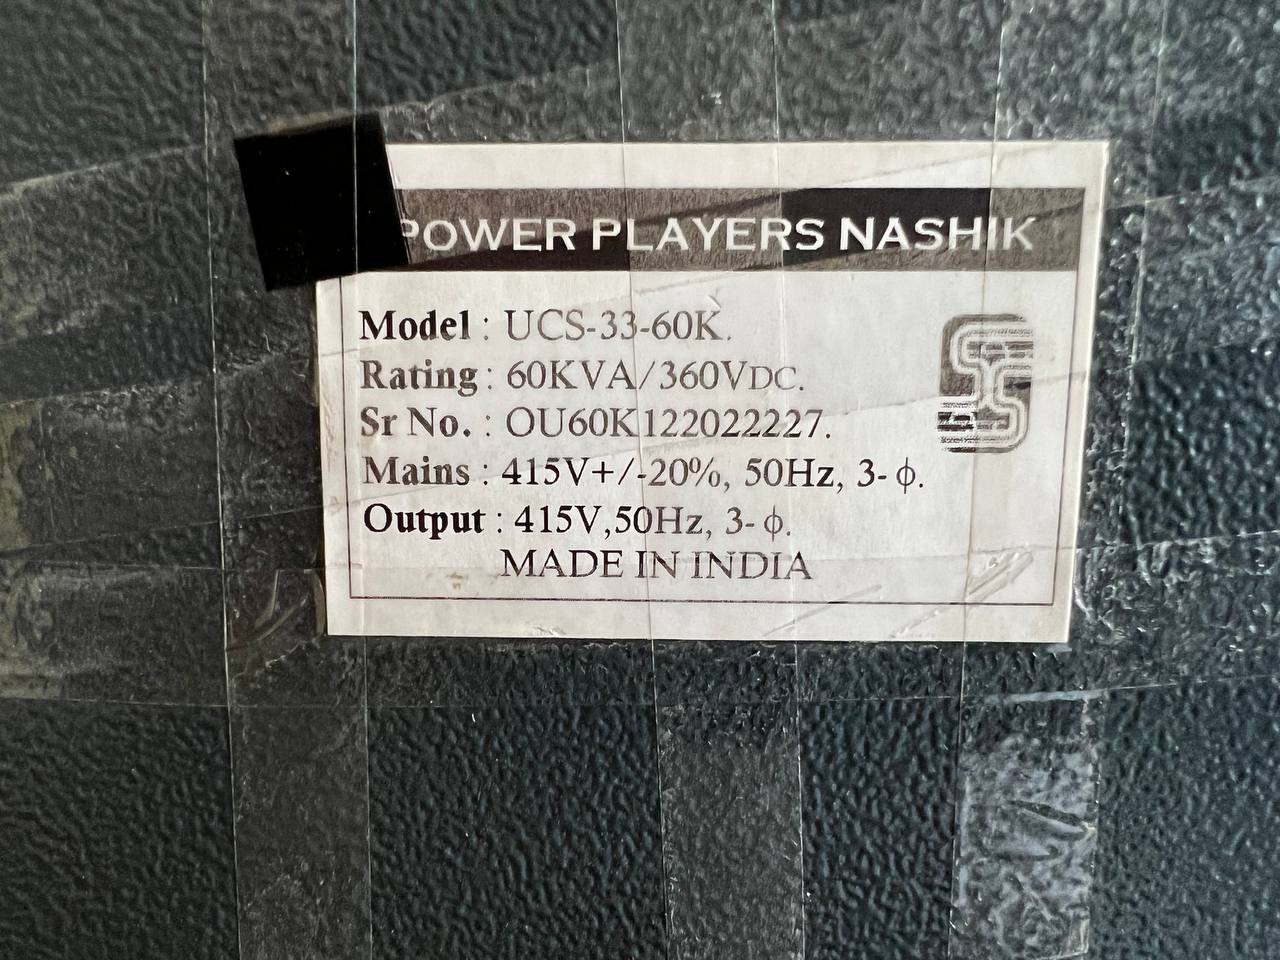 POWER PLAYERS NASHIK
Model : UCS-33-60K.
Rating : 60KVA/360VDC.
Sr No. : OU60K122022227.
Mains : 415V+/-20%, 50Hz, 3-ϕ.
Output : 415V,50Hz, 3-ϕ.
MADE IN INDIA